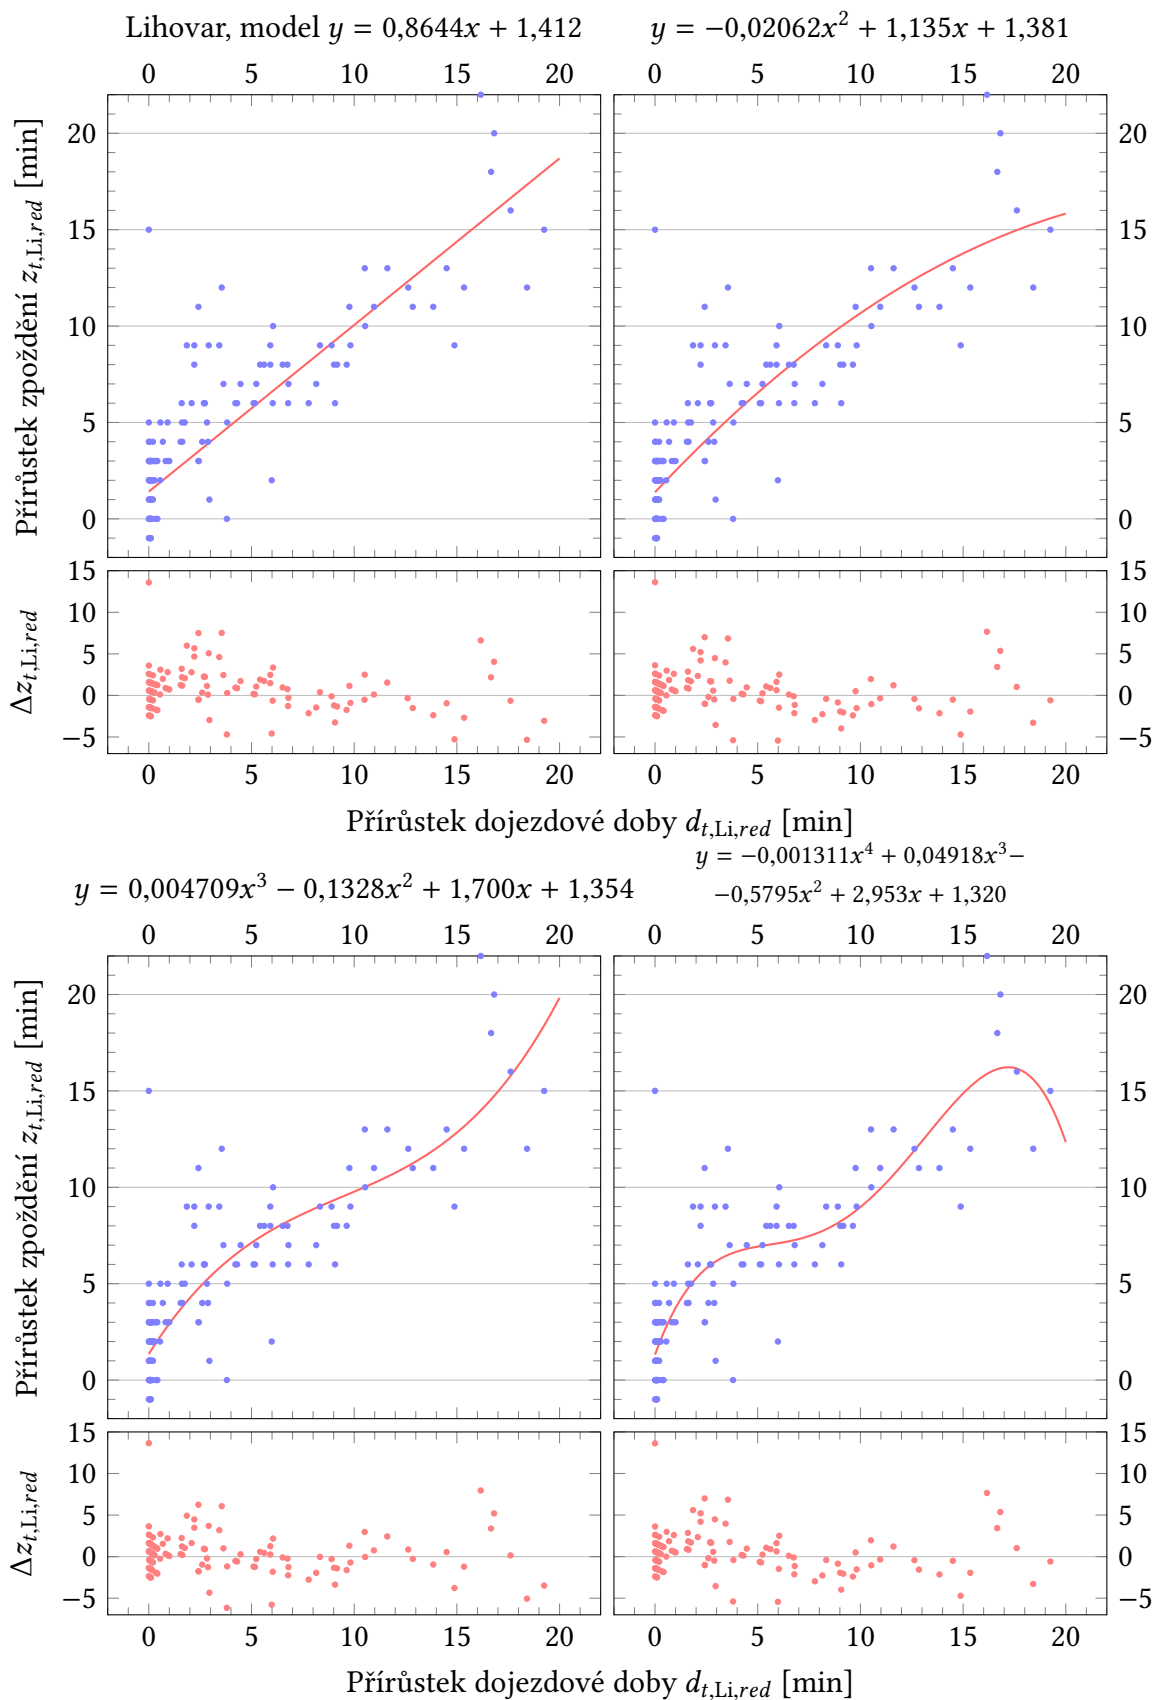 Lihovar, model y = 0,8644x + 1,412
y = −0,02062x² + 1,135x + 1,381
0 5 10 15 20
0 5 10 15 20
20
15
10
5
0
Přírůstek zpoždění z_t,Li,red [min]
20
15
10
5
0
15
10
5
0
−5
Δz_t,Li,red
15
10
5
0
−5
0 5 10 15 20
0 5 10 15 20
Přírůstek dojezdové doby d_t,Li,red [min]
y = 0,004709x³ − 0,1328x² + 1,700x + 1,354
y = −0,001311x⁴ + 0,04918x³−
−0,5795x² + 2,953x + 1,320
0 5 10 15 20
0 5 10 15 20
20
15
10
5
0
Přírůstek zpoždění z_t,Li,red [min]
20
15
10
5
0
15
10
5
0
−5
Δz_t,Li,red
15
10
5
0
−5
0 5 10 15 20
0 5 10 15 20
Přírůstek dojezdové doby d_t,Li,red [min]